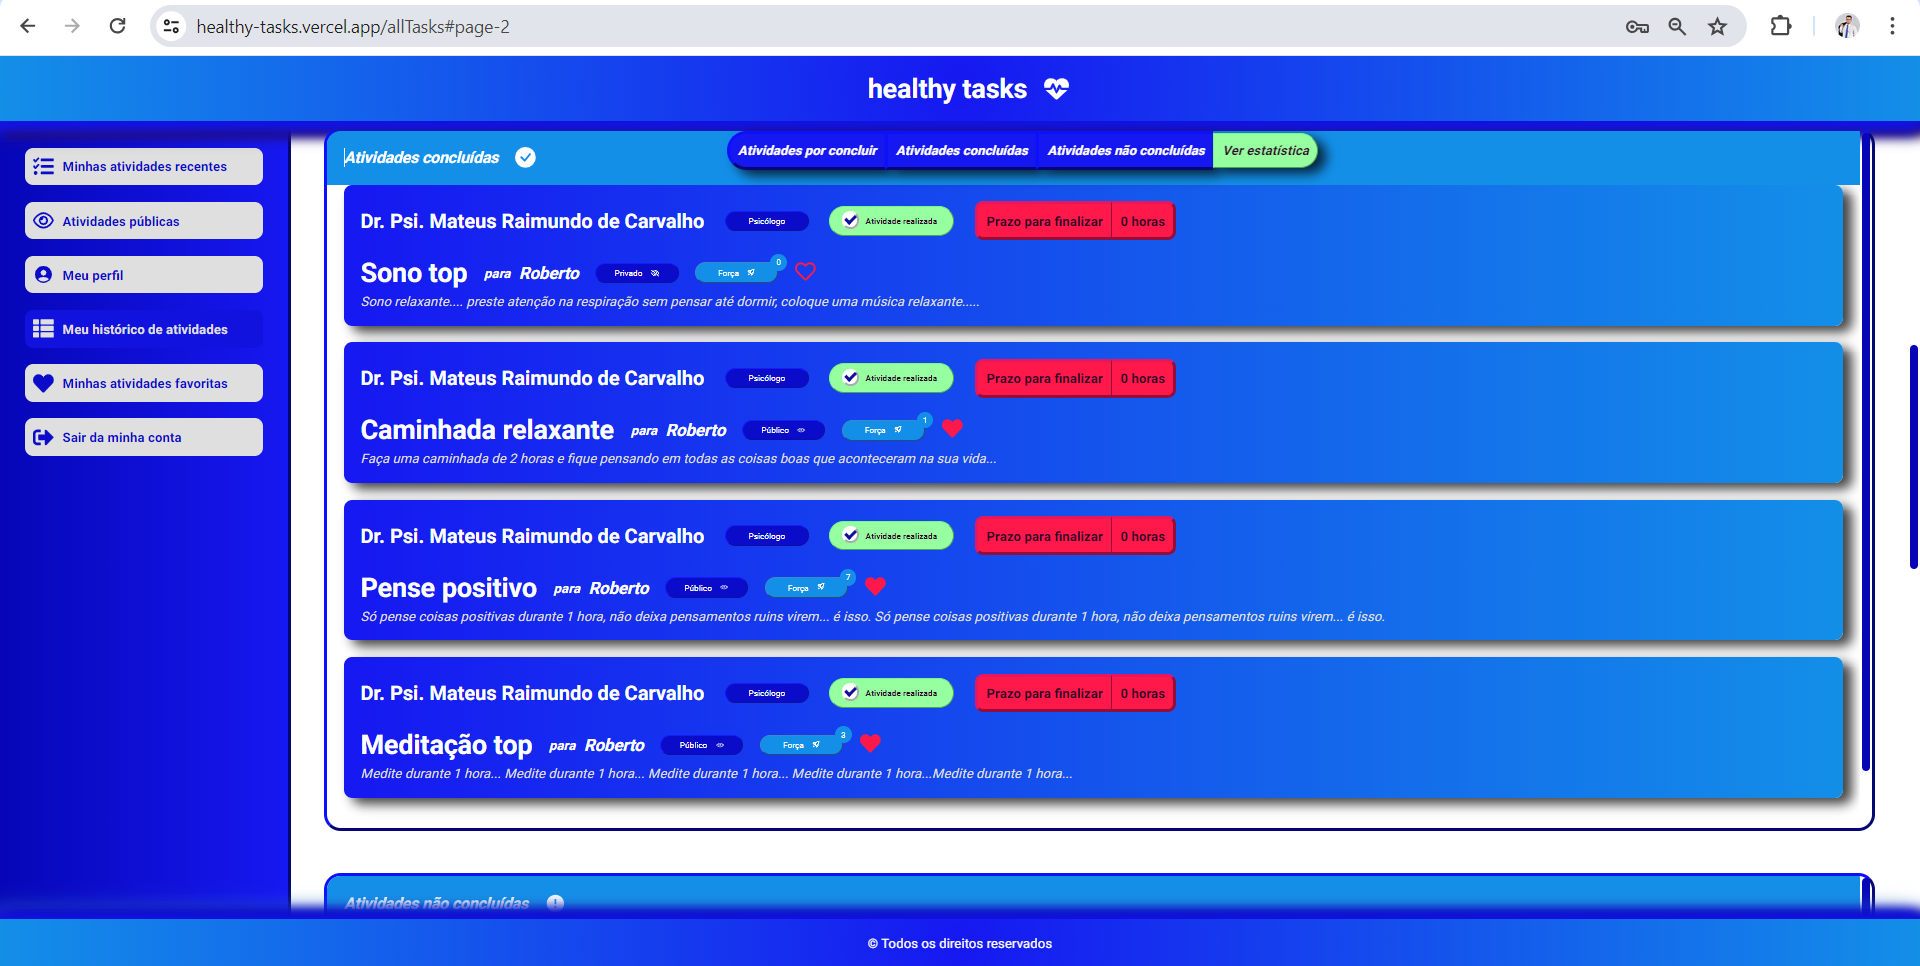 healthy-tasks.vercel.app/allTasks#page-2
healthy tasks
Minhas atividades recentes
Atividades públicas
Meu perfil
Meu histórico de atividades
Minhas atividades favoritas
Sair da minha conta
Atividades concluídas
Atividades por concluir Atividades concluídas Atividades não concluídas Ver estatística
Dr. Psi. Mateus Raimundo de Carvalho Psicólogo Atividade realizada Prazo para finalizar 0 horas
Sono top para Roberto Privado Força 0
Sono relaxante.... preste atenção na respiração sem pensar até dormir, coloque uma música relaxante.....
Dr. Psi. Mateus Raimundo de Carvalho Psicólogo Atividade realizada Prazo para finalizar 0 horas
Caminhada relaxante para Roberto Público Força 1
Faça uma caminhada de 2 horas e fique pensando em todas as coisas boas que aconteceram na sua vida...
Dr. Psi. Mateus Raimundo de Carvalho Psicólogo Atividade realizada Prazo para finalizar 0 horas
Pense positivo para Roberto Público Força 7
Só pense coisas positivas durante 1 hora, não deixa pensamentos ruins virem... é isso. Só pense coisas positivas durante 1 hora, não deixa pensamentos ruins virem... é isso.
Dr. Psi. Mateus Raimundo de Carvalho Psicólogo Atividade realizada Prazo para finalizar 0 horas
Meditação top para Roberto Público Força 3
Medite durante 1 hora... Medite durante 1 hora... Medite durante 1 hora... Medite durante 1 hora...Medite durante 1 hora...
Atividades não concluídas
© Todos os direitos reservados